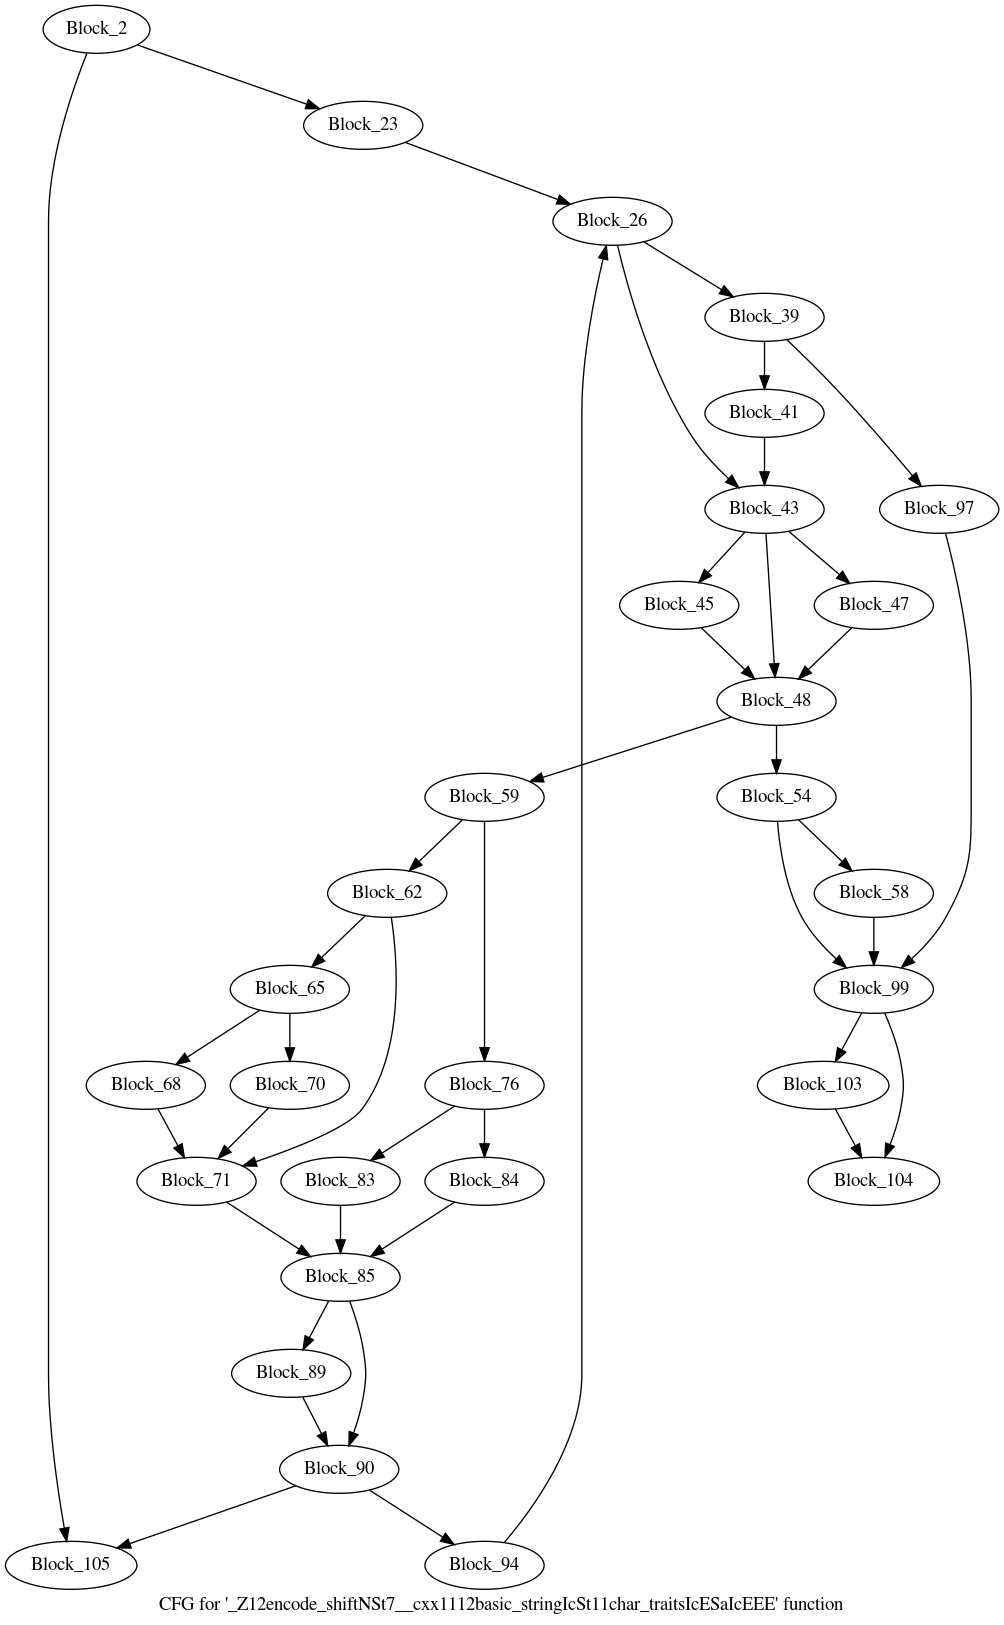 Block_2
Block_23
Block_26
Block_39
Block_41
Block_43
Block_97
Block_45
Block_47
Block_48
Block_59
Block_54
Block_62
Block_58
Block_65
Block_99
Block_68
Block_70
Block_76
Block_103
Block_71
Block_83
Block_84
Block_104
Block_85
Block_89
Block_90
Block_105
Block_94
CFG for '_Z12encode_shiftNSt7__cxx1112basic_stringIcSt11char_traitsIcESaIcEEE' function